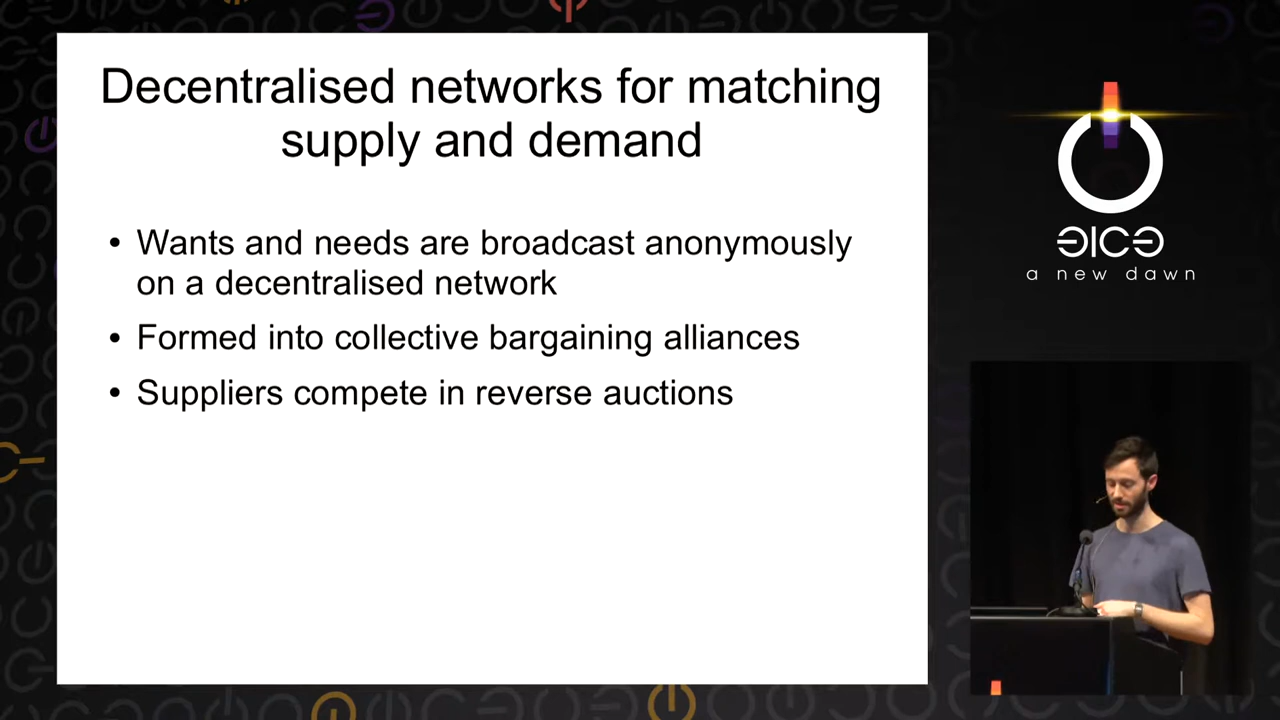 Decentralised networks for matching
supply and demand
• Wants and needs are broadcast anonymously
on a decentralised network
• Formed into collective bargaining alliances
• Suppliers compete in reverse auctions
ƎICƏ
a new dawn